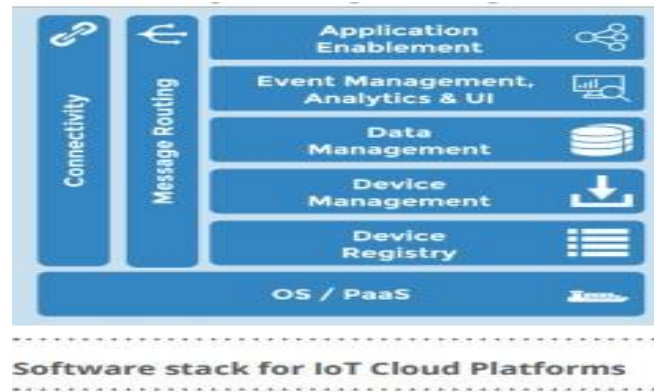 Connectivity
Message Routing
Application
Enablement
Event Management,
Analytics & UI
Data
Management
Device
Management
Device
Registry
OS / PaaS
Software stack for IoT Cloud Platforms